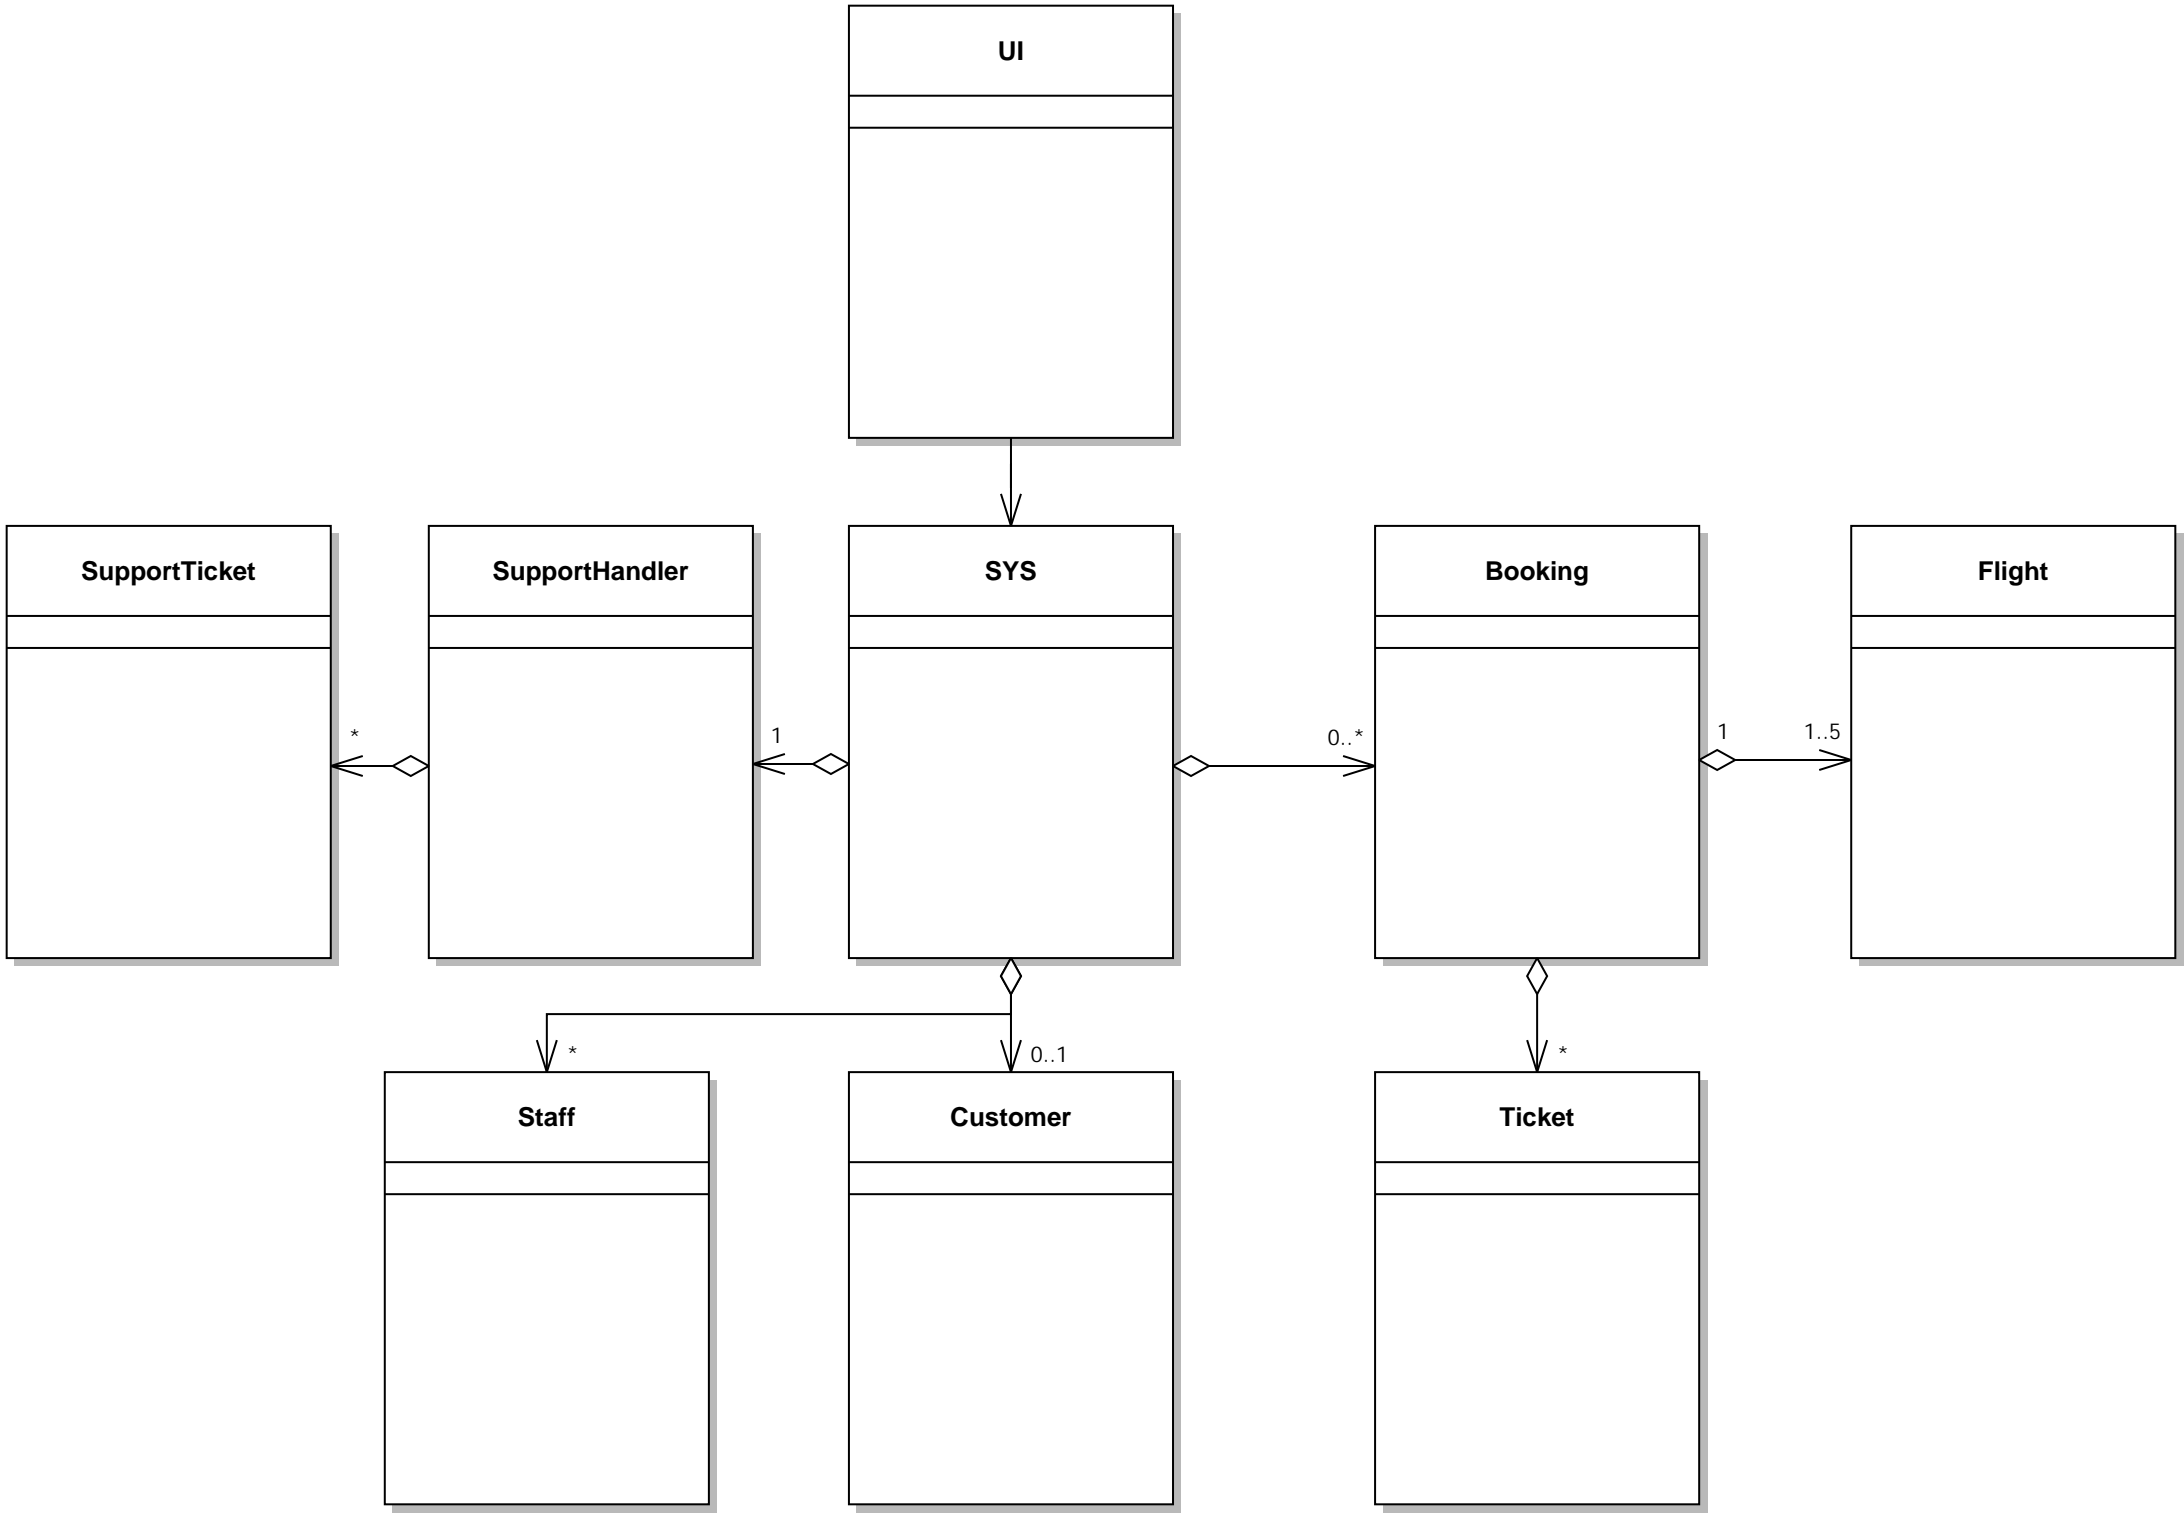 UI
SupportTicket
SupportHandler
SYS
Booking
Flight
*
1
0..*
1
1..5
*
0..1
*
Staff
Customer
Ticket